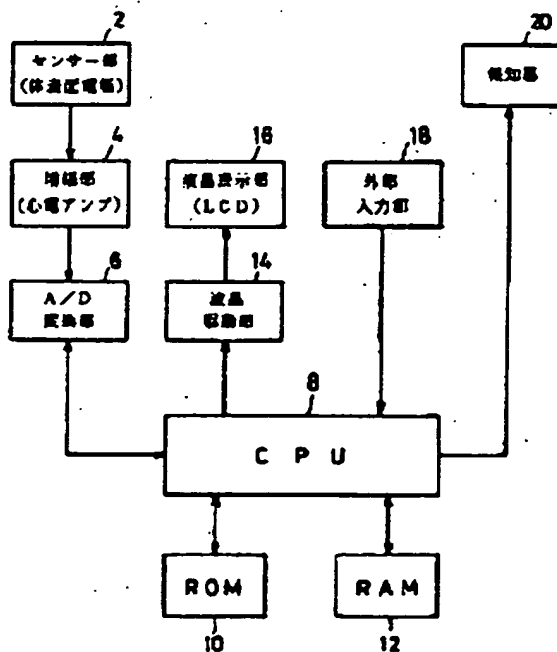 2
センサー部
(体表面電極)
4
増幅部
(心電アンプ)
6
A/D
変換部
16
液晶表示部
(LCD)
14
液晶
駆動部
18
外部
入力部
20
報知器
8
CPU
ROM
10
RAM
12